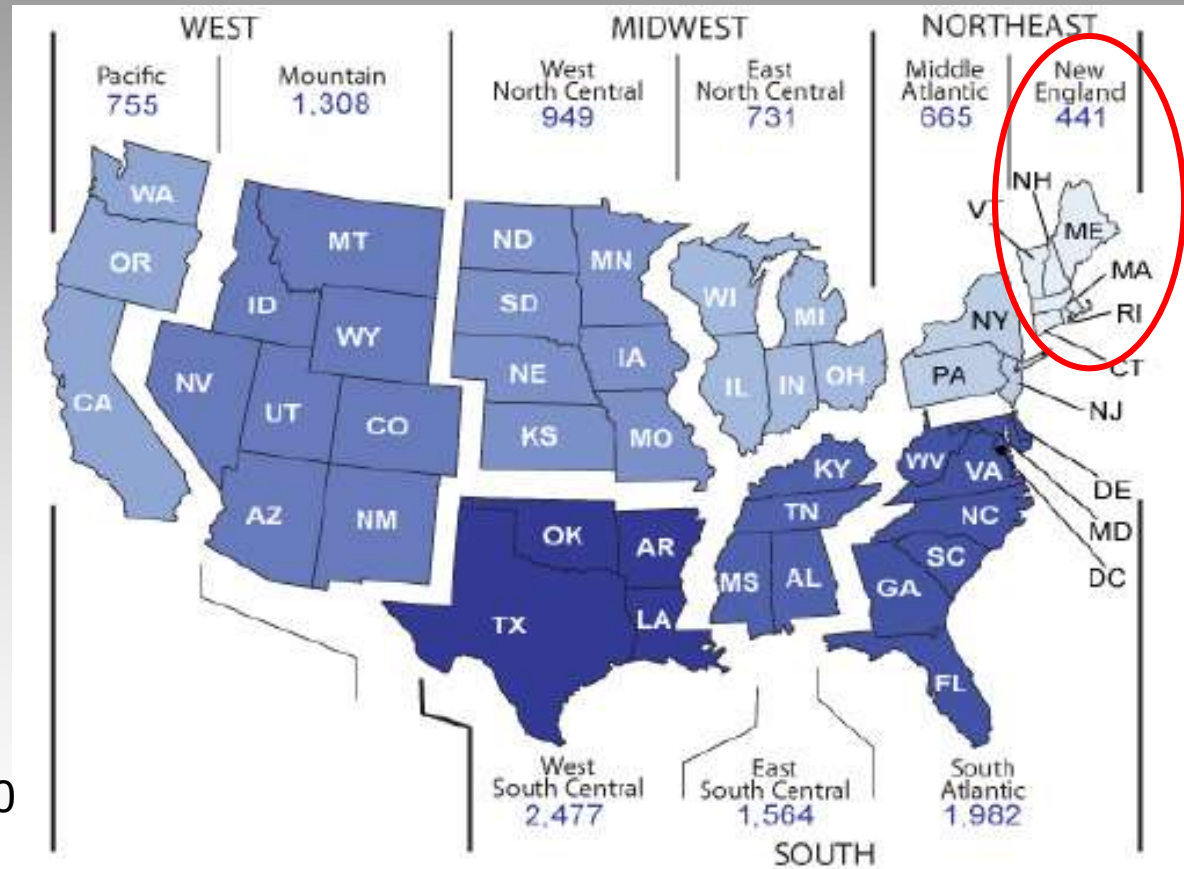 WEST
MIDWEST
NORTHEAST
Pacific
755
Mountain
1,308
West
North Central
949
East
North Central
731
Middle
Atlantic
665
New
England
441
WA
OR
CA
MT
ID
WY
NV
UT
CO
AZ
NM
ND
MN
SD
NE
IA
KS
MO
WI
MI
IL
IN
OH
NH
VT
ME
MA
RI
CT
NY
PA
NJ
OK
AR
TX
LA
KY
TN
MS
AL
WV
VA
NC
SC
GA
FL
DE
MD
DC
0
West
South Central
2,477
East
South Central
1,564
South
Atlantic
1,982
SOUTH